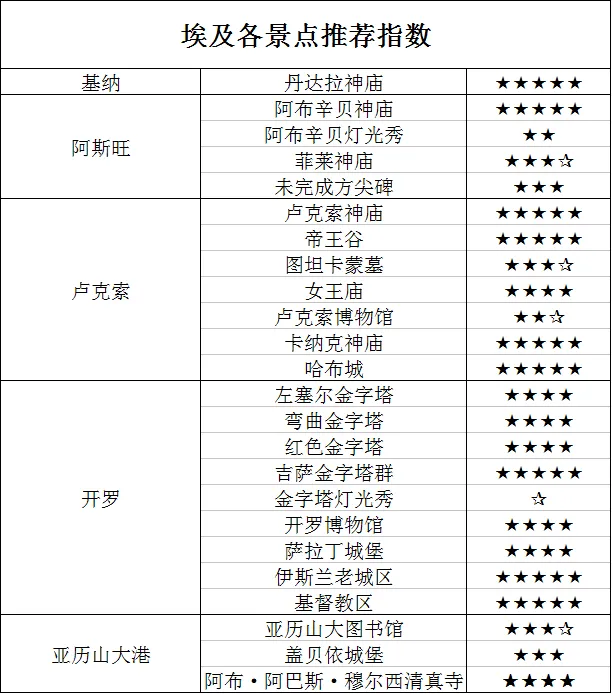 埃及各景点推荐指数
基纳 丹达拉神庙 ★★★★★
阿斯旺 阿布辛贝神庙 ★★★★★
阿布辛贝灯光秀 ★★
菲莱神庙 ★★★✰
未完成方尖碑 ★★★
卢克索 卢克索神庙 ★★★★★
帝王谷 ★★★★★
图坦卡蒙墓 ★★★✰
女王庙 ★★★★
卢克索博物馆 ★★✰
卡纳克神庙 ★★★★★
哈布城 ★★★★★
开罗 左塞尔金字塔 ★★★★
弯曲金字塔 ★★★★
红色金字塔 ★★★★
吉萨金字塔群 ★★★★★
金字塔灯光秀 ✰
开罗博物馆 ★★★★
萨拉丁城堡 ★★★★
伊斯兰老城区 ★★★★★
基督教区 ★★★★★
亚历山大港 亚历山大图书馆 ★★★✰
盖贝依城堡 ★★★
阿布·阿巴斯·穆尔西清真寺 ★★★★